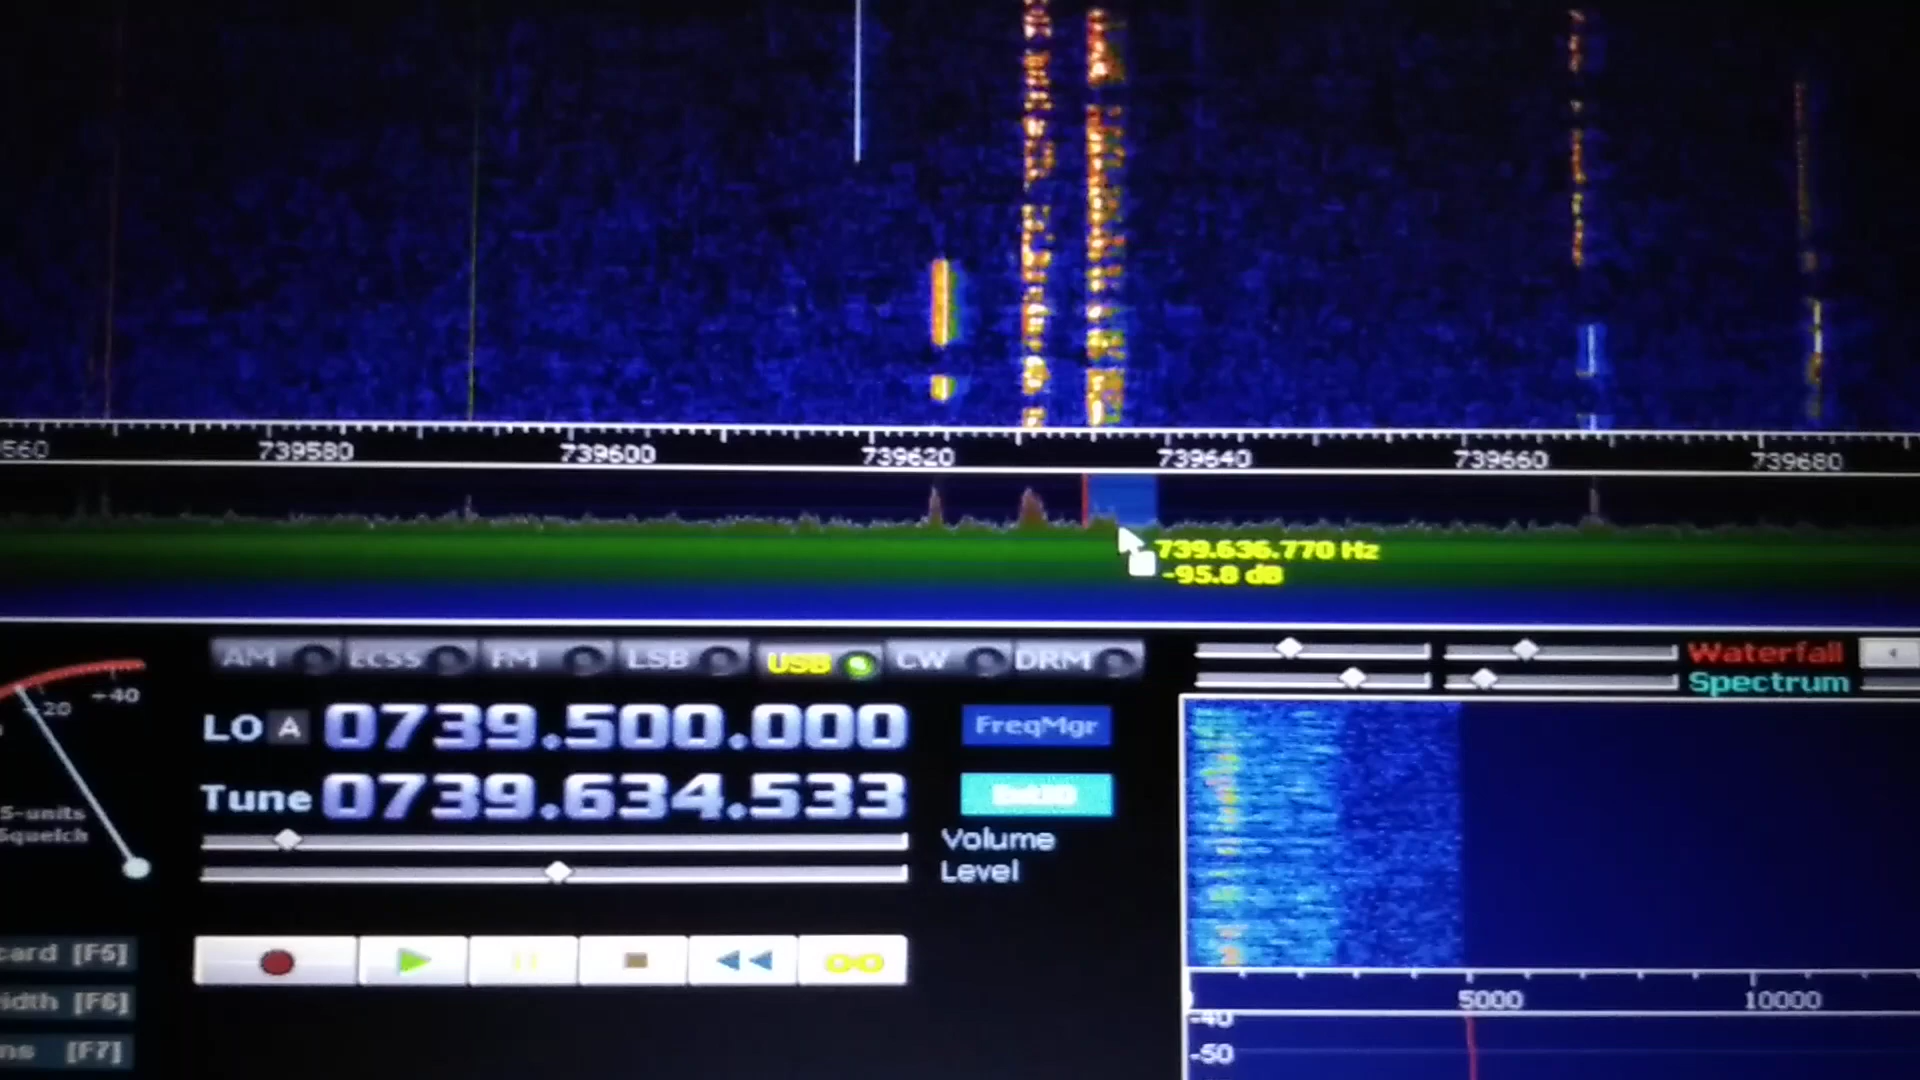 739580 739600 739620 739640 739660 739680
739.636.770 Hz
-95.8 dB
AM ECSS FM LSB USB CW DRM
Waterfall
Spectrum
+20 +40
LO A 0739.500.000 FreqMgr
Tune 0739.634.533
S-units
Squelch
Volume
Level
card [F5]
width [F6]
ns [F7]
5000 10000
-40
-50